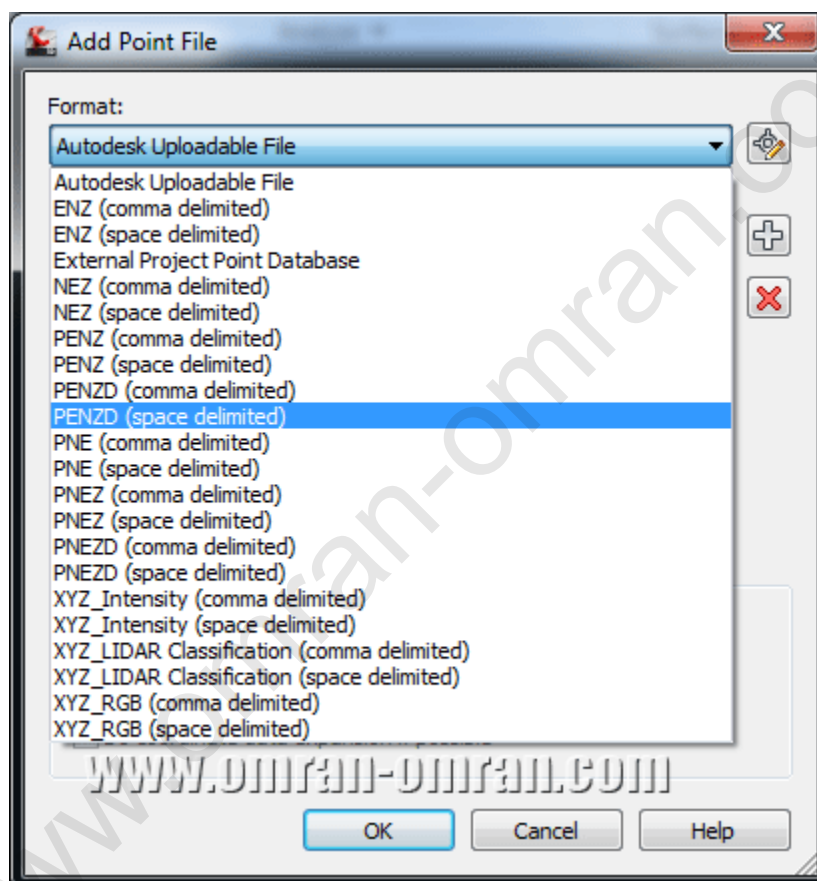 Add Point File
Format:
Autodesk Uploadable File
Autodesk Uploadable File
ENZ (comma delimited)
ENZ (space delimited)
External Project Point Database
NEZ (comma delimited)
NEZ (space delimited)
PENZ (comma delimited)
PENZ (space delimited)
PENZD (comma delimited)
PENZD (space delimited)
PNE (comma delimited)
PNE (space delimited)
PNEZ (comma delimited)
PNEZ (space delimited)
PNEZD (comma delimited)
PNEZD (space delimited)
XYZ_Intensity (comma delimited)
XYZ_Intensity (space delimited)
XYZ_LIDAR Classification (comma delimited)
XYZ_LIDAR Classification (space delimited)
XYZ_RGB (comma delimited)
XYZ_RGB (space delimited)
www.omran-omran.com
OK Cancel Help
www.omran-omran.co